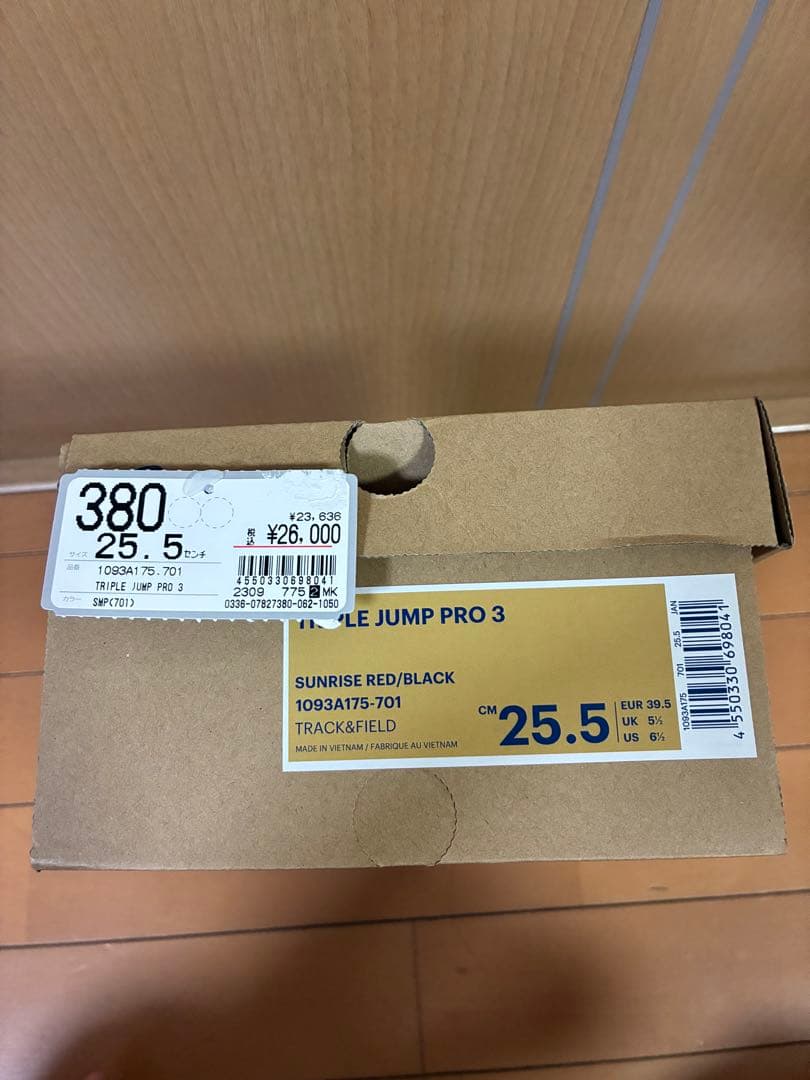 380
¥23,636
税込 ¥26,000
サイズ 25.5 センチ
品番 1093A175.701
TRIPLE JUMP PRO 3
カラー SMP(701)
4550330698041
2309 775 2 MK
0336-07827380-062-1050
TRIPLE JUMP PRO 3
SUNRISE RED/BLACK
1093A175-701
TRACK&FIELD
MADE IN VIETNAM / FABRIQUE AU VIETNAM
CM 25.5
EUR 39.5
UK 5½
US 6½
1093A175 701 25.5 JAN
4 550330 698041